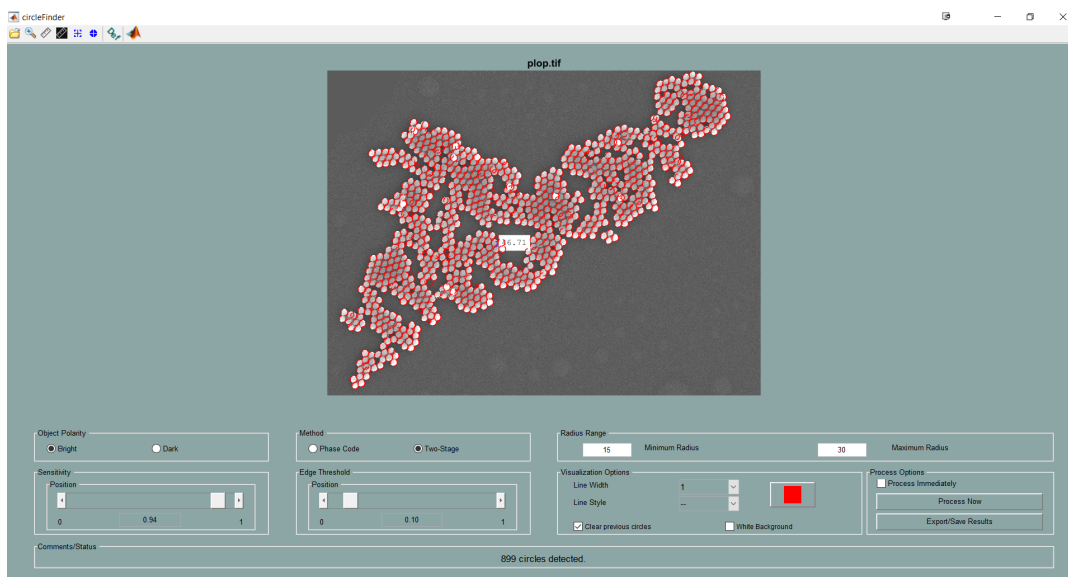 circleFinder
plop.tif
36.71
Object Polarity
Bright
Dark
Method
Phase Code
Two-Stage
Radius Range
15
Minimum Radius
30
Maximum Radius
Sensitivity
Position
0
0.94
1
Edge Threshold
Position
0
0.10
1
Visualization Options
Line Width
1
Line Style
--
Clear previous circles
White Background
Process Options
Process Immediately
Process Now
Export/Save Results
Comments/Status
899 circles detected.